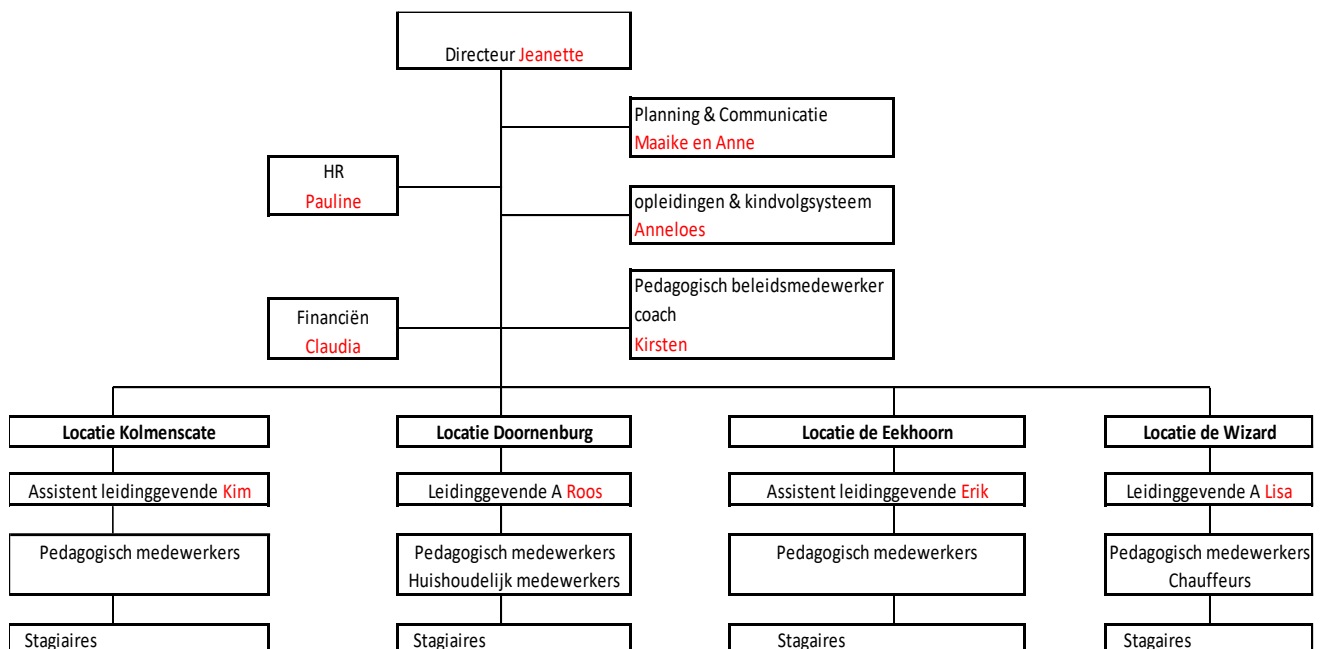 Directeur Jeanette
Planning & Communicatie
Maaike en Anne
HR
Pauline
opleidingen & kindvolgsysteem
Anneloes
Pedagogisch beleidsmedewerker
coach
Kirsten
Financiën
Claudia
Locatie Kolmenscate
Locatie Doornenburg
Locatie de Eekhoorn
Locatie de Wizard
Assistent leidinggevende Kim
Leidinggevende A Roos
Assistent leidinggevende Erik
Leidinggevende A Lisa
Pedagogisch medewerkers
Pedagogisch medewerkers
Huishoudelijk medewerkers
Pedagogisch medewerkers
Pedagogisch medewerkers
Chauffeurs
Stagiaires
Stagiaires
Stagaires
Stagaires